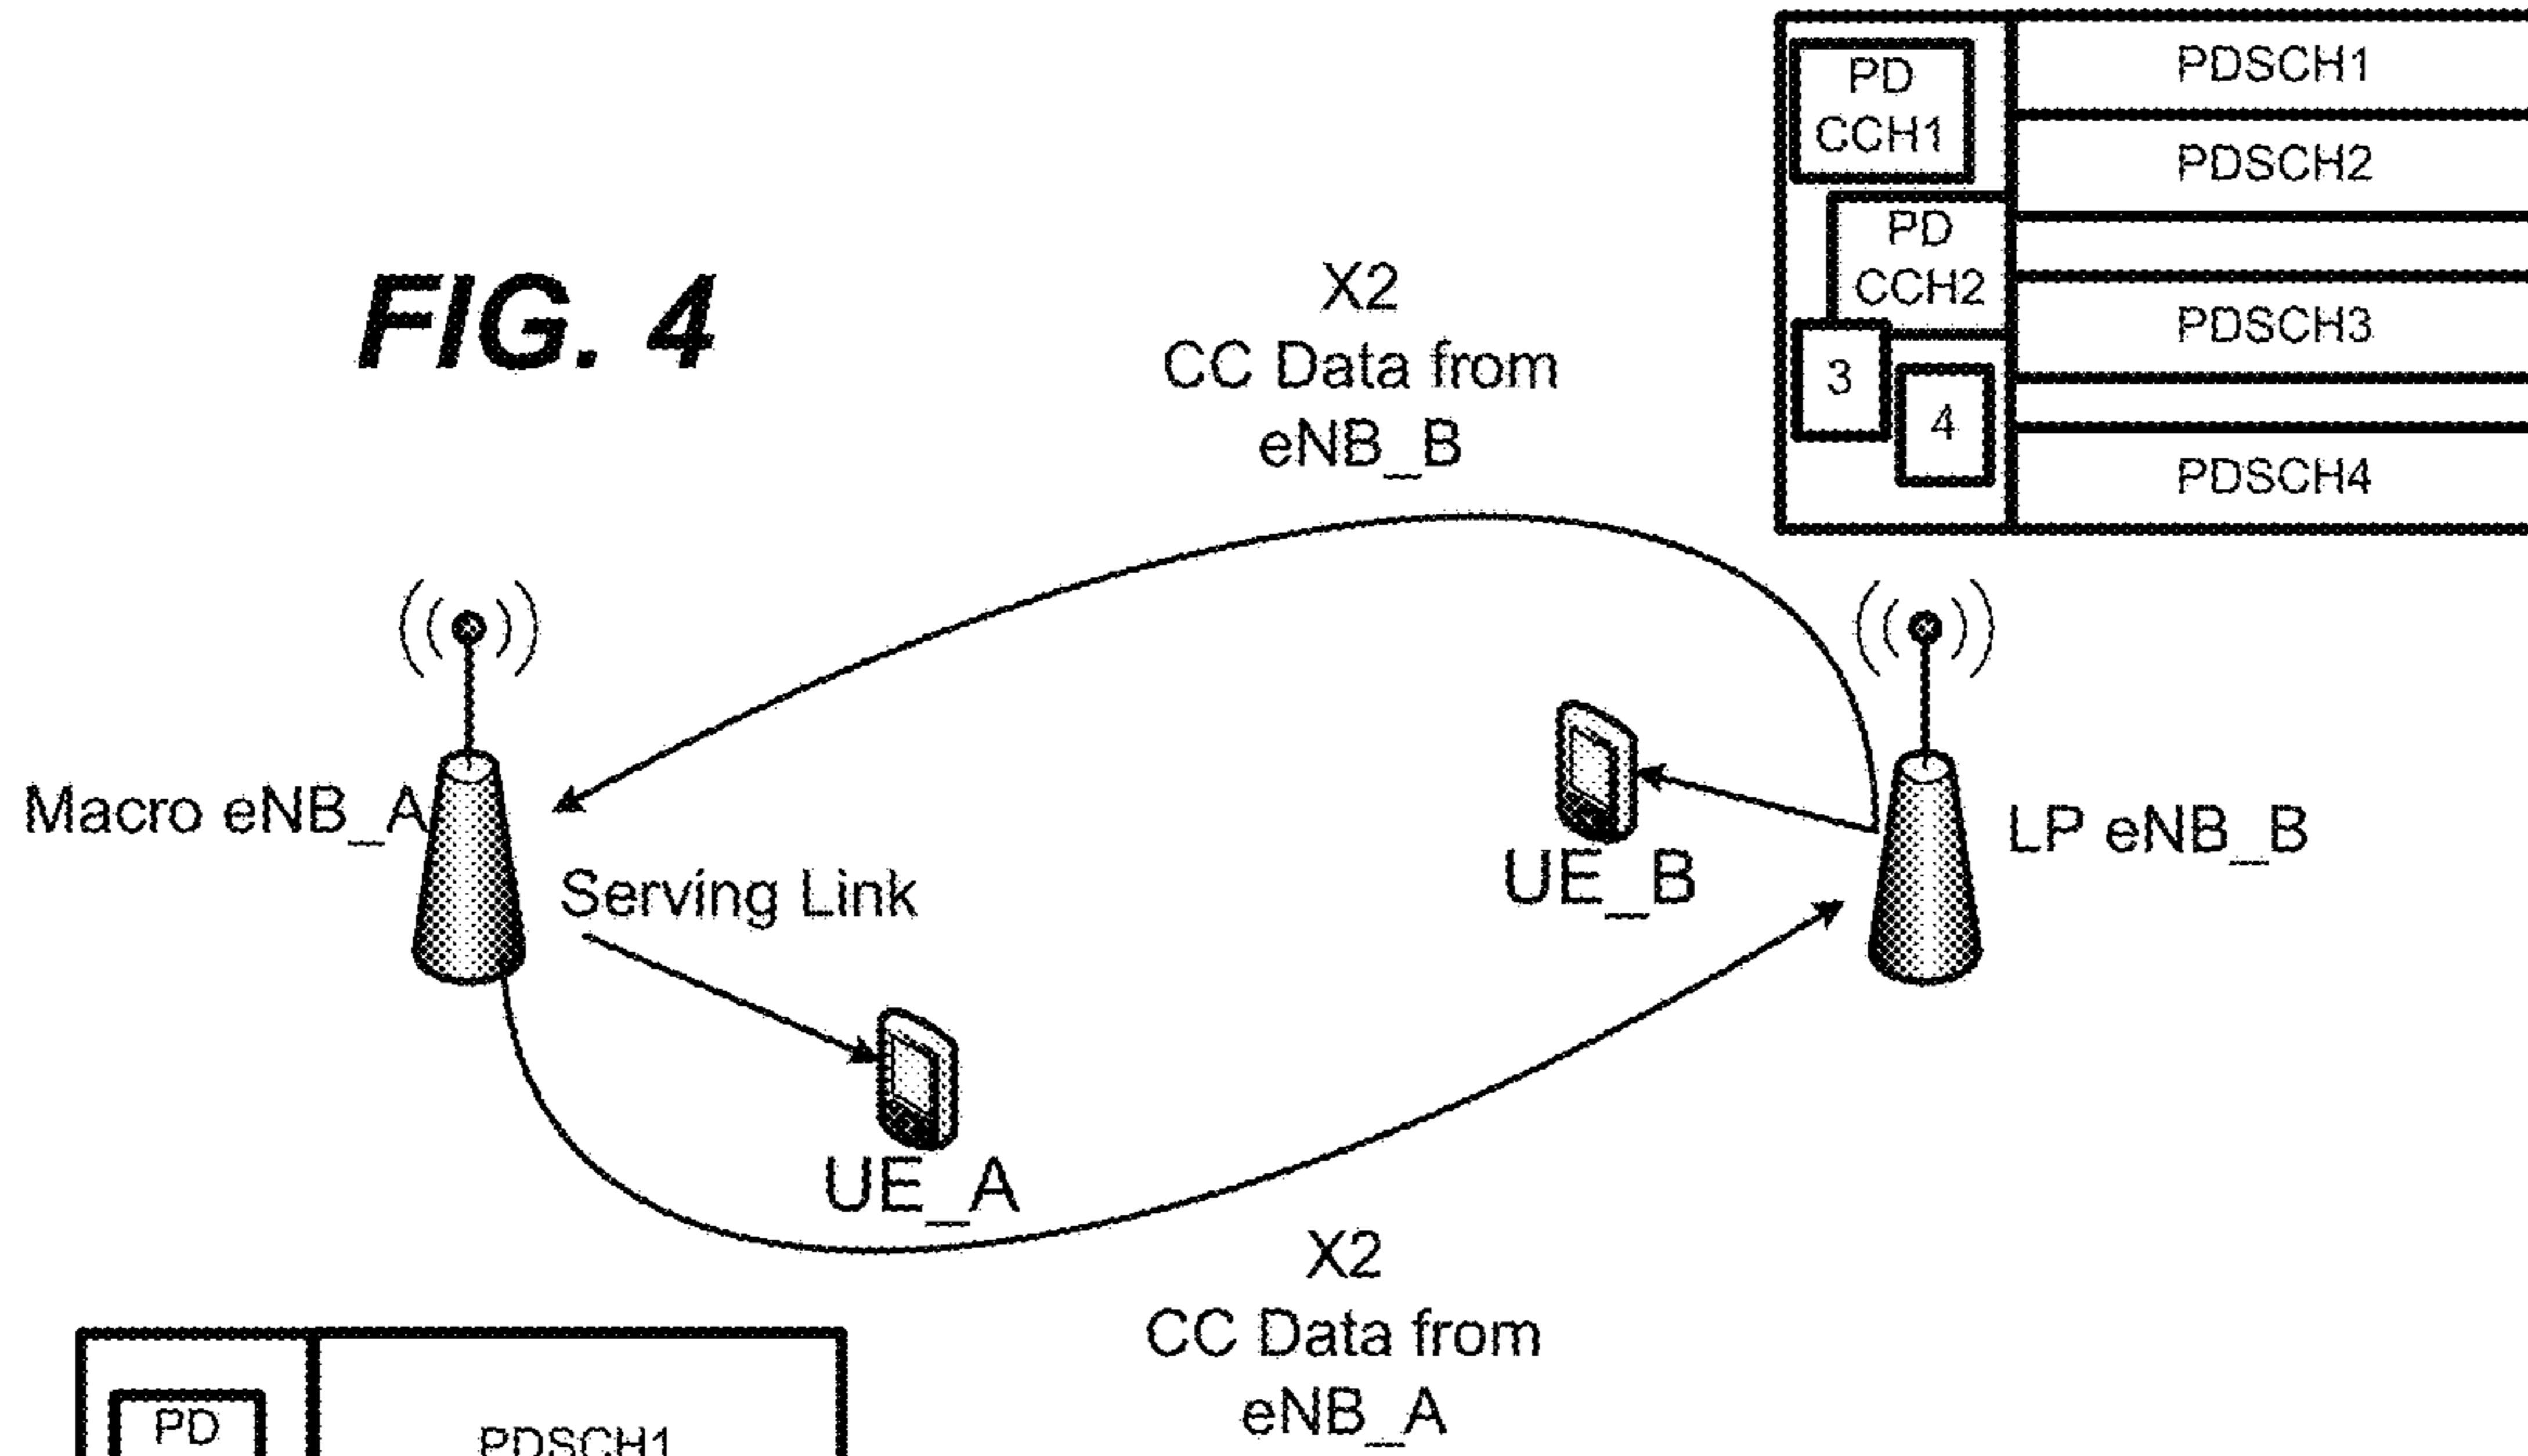 PD
CCH1
PDSCH1
PDSCH2
PD
CCH2
PDSCH3
3
4
PDSCH4
FIG. 4
X2
CC Data from
eNB_B
Macro eNB_A
LP eNB_B
UE_B
Serving Link
UE_A
X2
CC Data from
eNB_A
PD
PDSCH1